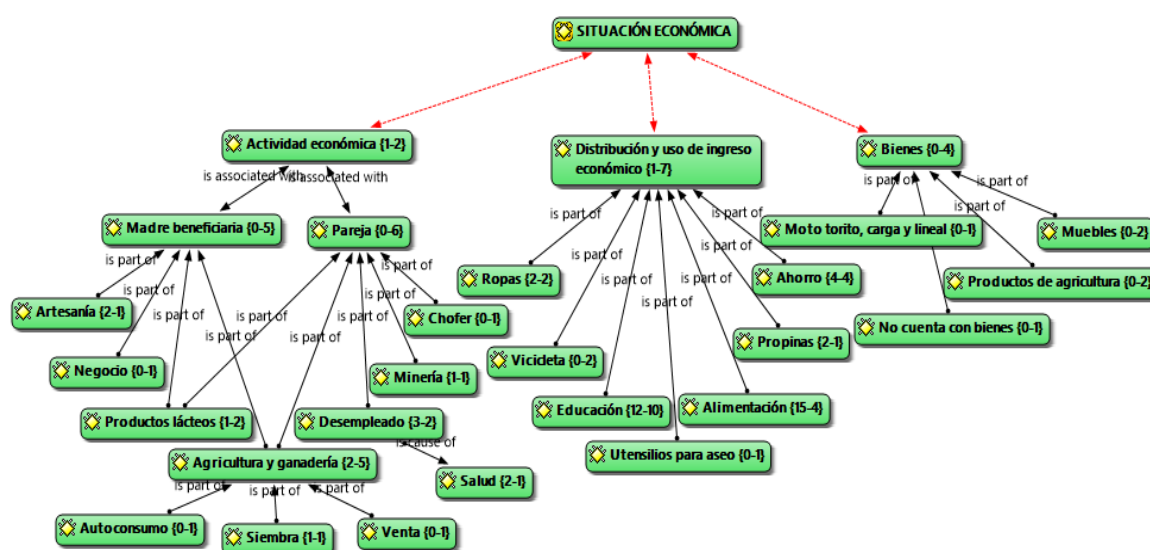 SITUACIÓN ECONÓMICA
Actividad económica {1-2}
Distribución y uso de ingreso
económico {1-7}
Bienes {0-4}
is associated with
is associated with
is part of
is part of
is part of
is part of
is part of
Madre beneficiaria {0-5}
Pareja {0-6}
Moto torito, carga y lineal {0-1}
Muebles {0-2}
is part of
is part of
is part of
is part of
is part of
is part of
Ropas {2-2}
Ahorro {4-4}
Productos de agricultura {0-2}
Artesanía {2-1}
is part of
is part of
is part of
is part of
Chofer {0-1}
is part of
No cuenta con bienes {0-1}
is part of
Vicicleta {0-2}
Propinas {2-1}
Negocio {0-1}
Minería {1-1}
Educación {12-10}
Alimentación {15-4}
Productos lácteos {1-2}
Desempleado {3-2}
is cause of
Utensilios para aseo {0-1}
Agricultura y ganadería {2-5}
Salud {2-1}
is part of
is part of
is part of
Autoconsumo {0-1}
Siembra {1-1}
Venta {0-1}